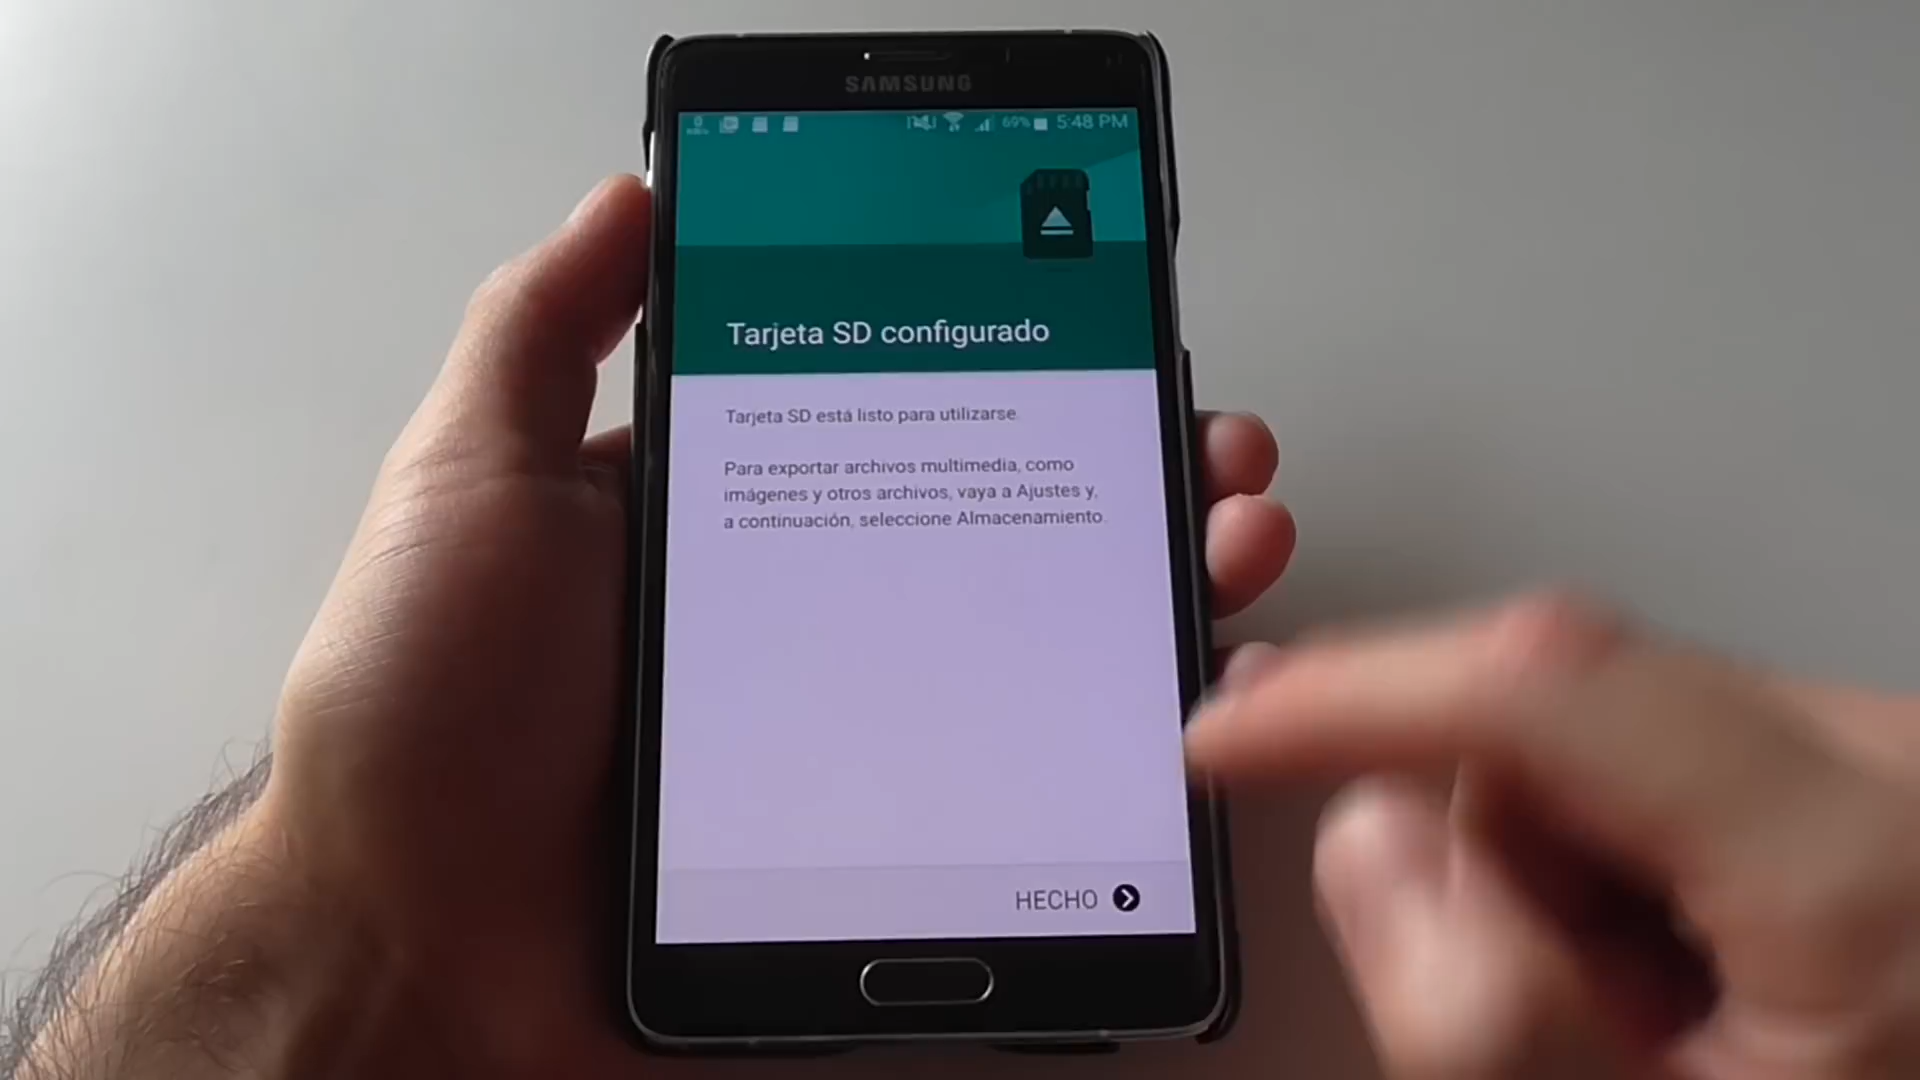 SAMSUNG
69% 5:48 PM
Tarjeta SD configurado
Tarjeta SD está listo para utilizarse.
Para exportar archivos multimedia, como
imágenes y otros archivos, vaya a Ajustes y,
a continuación, seleccione Almacenamiento.
HECHO